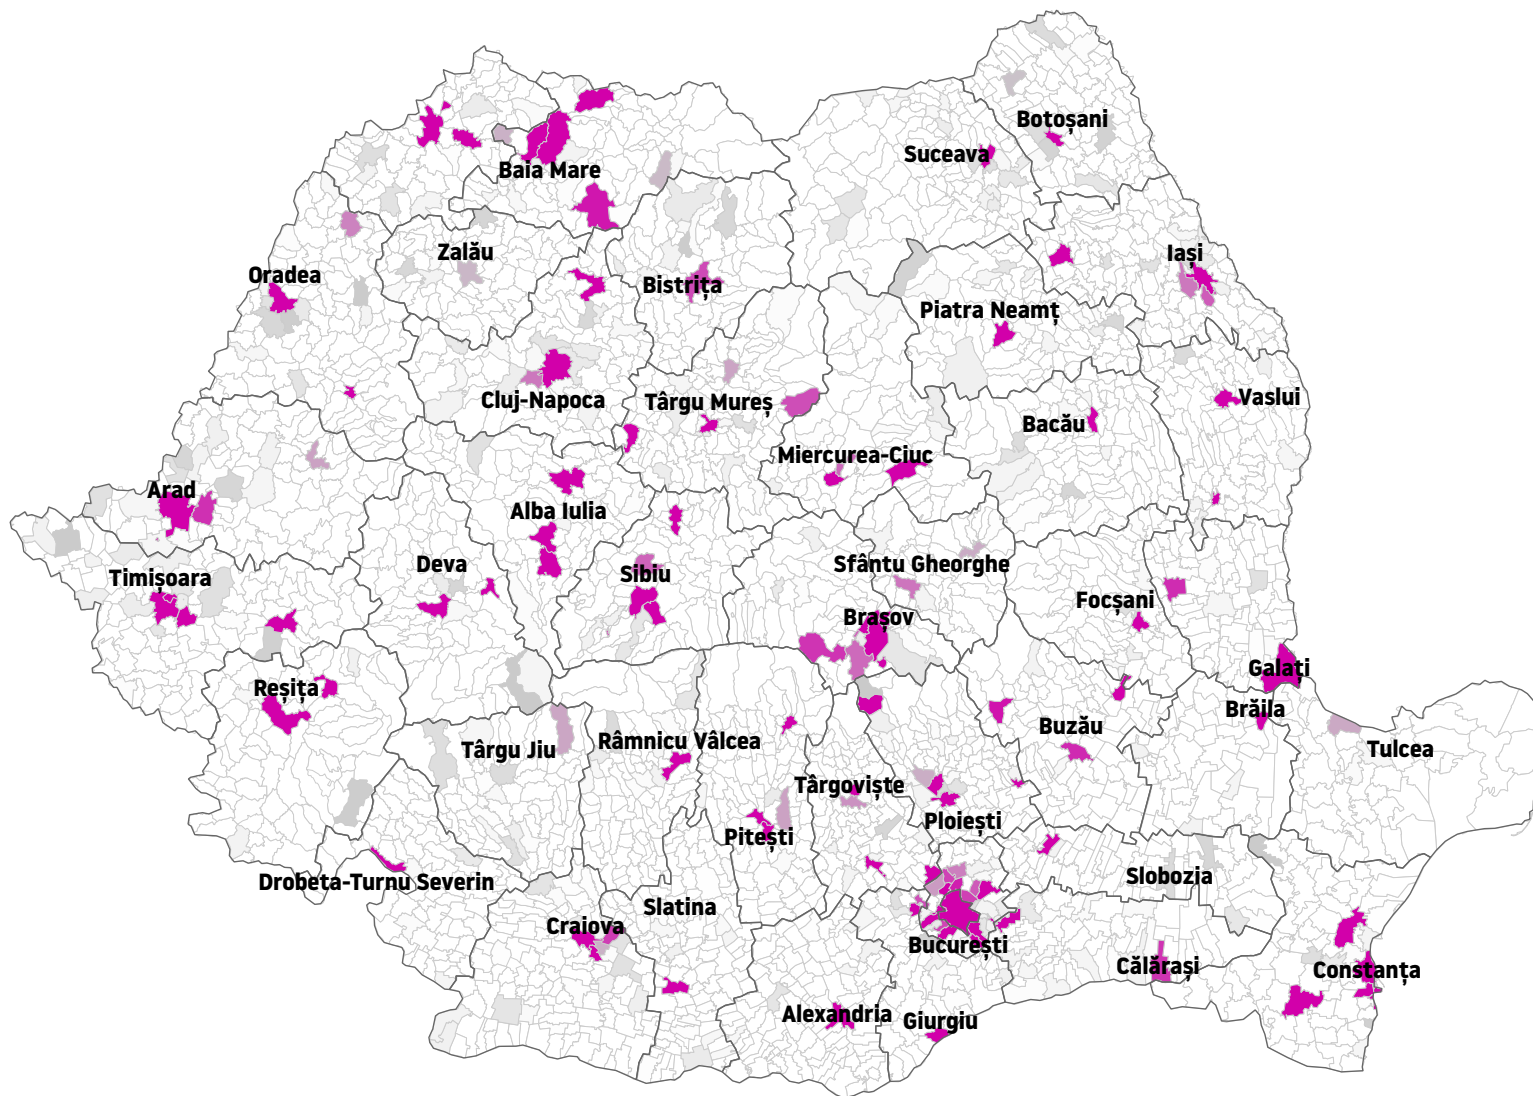 Botoșani
Suceava
Baia Mare
Zalău
Iași
Oradea
Bistrița
Piatra Neamț
Cluj-Napoca
Târgu Mureș
Vaslui
Bacău
Miercurea-Ciuc
Arad
Alba Iulia
Deva
Sfântu Gheorghe
Timișoara
Sibiu
Focșani
Brașov
Galați
Reșița
Brăila
Buzău
Râmnicu Vâlcea
Târgu Jiu
Tulcea
Târgoviște
Ploiești
Pitești
Slobozia
Drobeta-Turnu Severin
Slatina
Craiova
București
Călărași
Constanța
Alexandria
Giurgiu